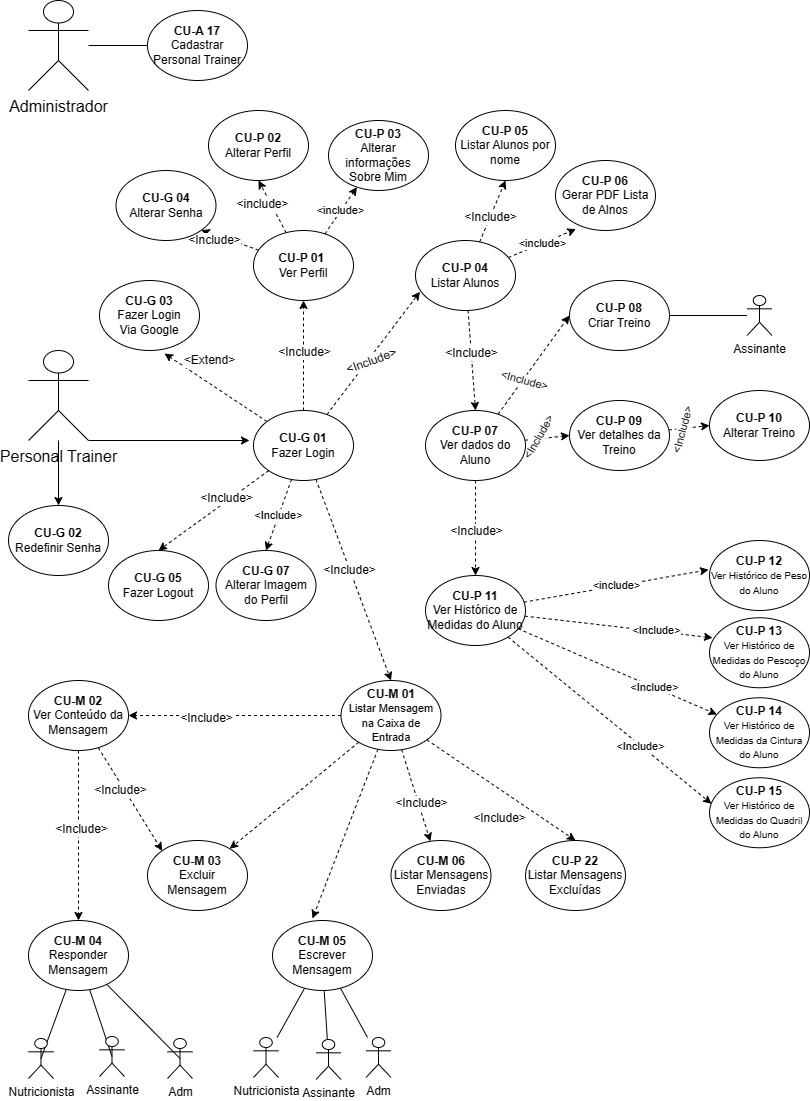 CU-A 17
Cadastrar
Personal Trainer
Administrador
CU-P 02
Alterar Perfil
CU-P 03
Alterar
informações
Sobre Mim
CU-P 05
Listar Alunos por
nome
CU-P 06
Gerar PDF Lista
de Alnos
CU-G 04
Alterar Senha
<include>
<include>
<include>
<include>
<Include>
CU-P 01
Ver Perfil
CU-P 04
Listar Alunos
CU-G 03
Fazer Login
Via Google
CU-P 08
Criar Treino
Assinante
<Extend>
<Include>
<Include>
<Include>
<Include>
Personal Trainer
CU-G 01
Fazer Login
CU-P 07
Ver dados do
Aluno
<Include>
CU-P 09
Ver detalhes da
Treino
<Include>
CU-P 10
Alterar Treino
CU-G 02
Redefinir Senha
<Include>
<Include>
<Include>
<Include>
CU-G 05
Fazer Logout
CU-G 07
Alterar Imagem
do Perfil
CU-P 11
Ver Histórico de
Medidas do Aluno
<include>
CU-P 12
Ver Histórico de Peso
do Aluno
<Include>
CU-P 13
Ver Histórico de
Medidas do Pescoço
do Aluno
<Include>
CU-P 14
Ver Histórico de
Medidas da Cintura
do Aluno
<Include>
CU-P 15
Ver Histórico de
Medidas do Quadril
do Aluno
CU-M 02
Ver Conteúdo da
Mensagem
<Include>
CU-M 01
Listar Mensagem
na Caixa de
Entrada
<Include>
<Include>
<Include>
<Include>
CU-M 03
Excluir
Mensagem
CU-M 06
Listar Mensagens
Enviadas
CU-P 22
Listar Mensagens
Excluídas
CU-M 04
Responder
Mensagem
CU-M 05
Escrever
Mensagem
Nutricionista
Assinante
Adm
Nutricionista
Assinante
Adm